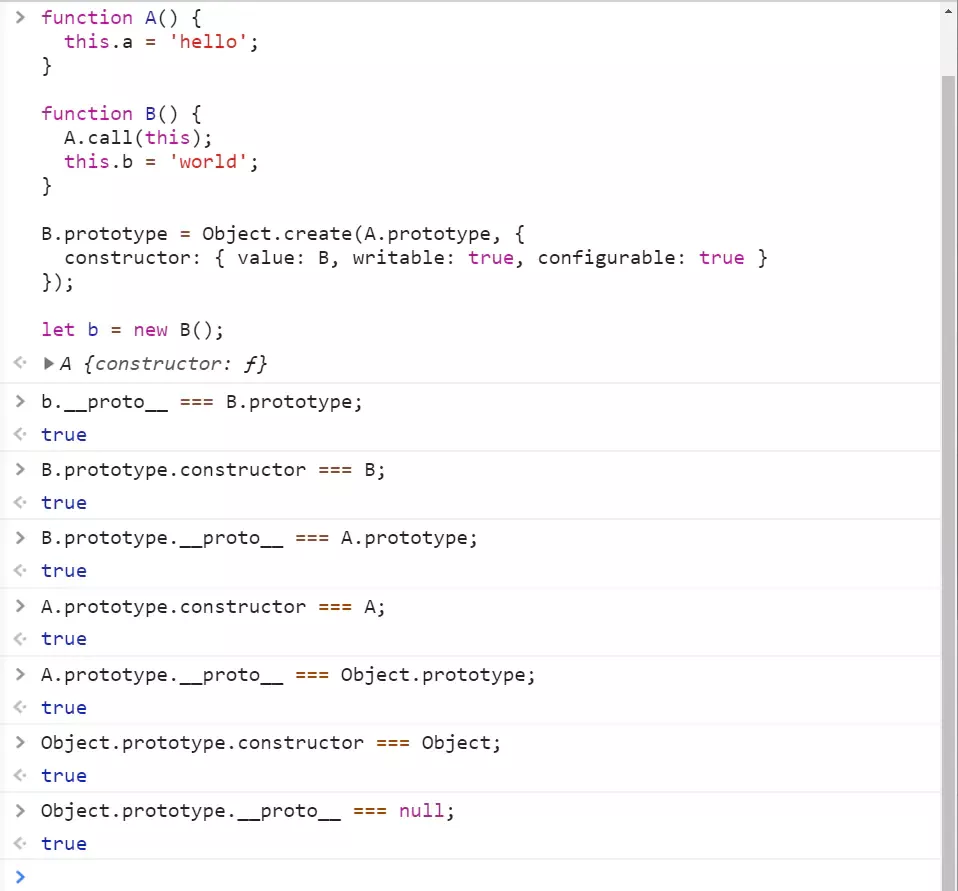 > function A() {
  this.a = 'hello';
}

function B() {
  A.call(this);
  this.b = 'world';
}

B.prototype = Object.create(A.prototype, {
  constructor: { value: B, writable: true, configurable: true }
});

let b = new B();
<· ▶ A {constructor: ƒ}
> b.__proto__ === B.prototype;
<· true
> B.prototype.constructor === B;
<· true
> B.prototype.__proto__ === A.prototype;
<· true
> A.prototype.constructor === A;
<· true
> A.prototype.__proto__ === Object.prototype;
<· true
> Object.prototype.constructor === Object;
<· true
> Object.prototype.__proto__ === null;
<· true
>